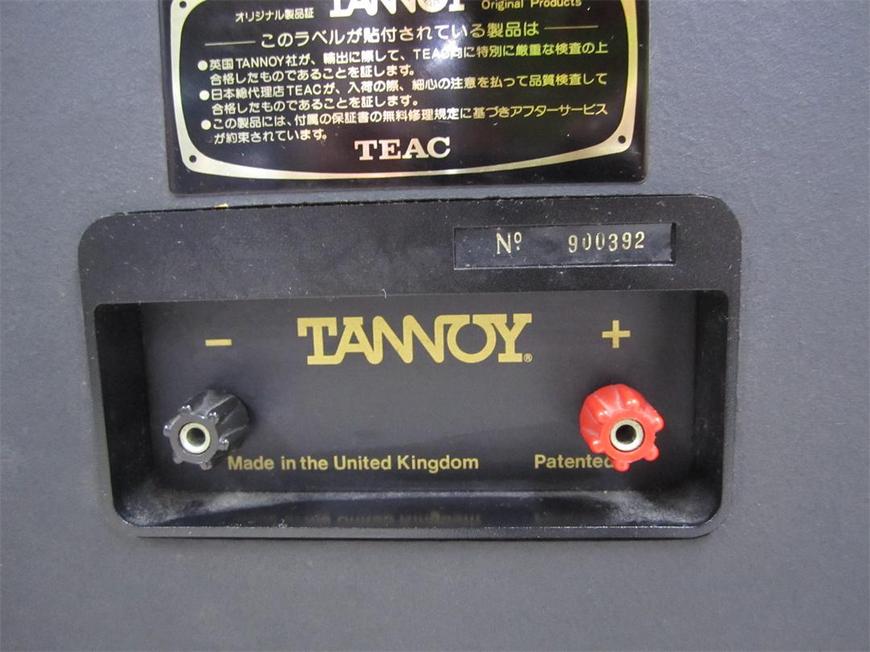 オリジナル製品証 TANNOY Original Products
このラベルが貼付されている製品は
●英国TANNOY社が、輸出に際して、TEAC向に特別に厳重な検査の上
合格したものであることを証します。
●日本総代理店TEACが、入荷の際、細心の注意を払って品質検査して
合格したものであることを証します。
●この製品には、付属の保証書の無料修理規定に基づきアフターサービス
が約束されています。
TEAC
Nº 900392
− TANNOY® +
Made in the United Kingdom Patented